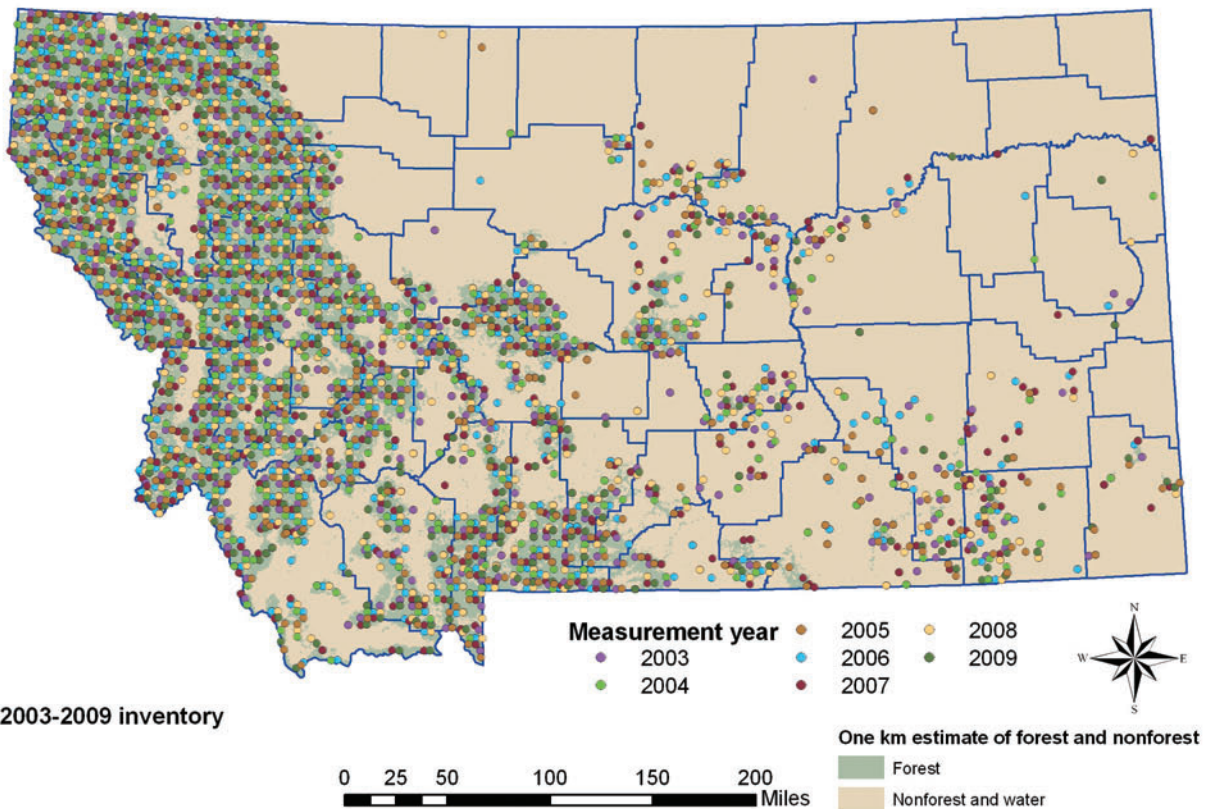 Measurement year
2003
2004
2005
2006
2007
2008
2009
N
W E
S
2003-2009 inventory
0 25 50 100 150 200
Miles
One km estimate of forest and nonforest
Forest
Nonforest and water